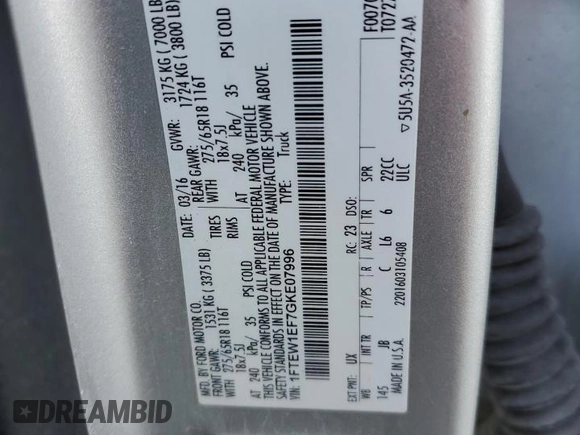 MFD. BY FORD MOTOR CO.
DATE: 03/16 GVWR: 3175 KG ( 7000 LB
FRONT GAWR: 1531 KG ( 3375 LB) REAR GAWR: 1724 KG ( 3800 LB)
WITH 275/65R18 116T TIRES WITH 275/65R18 116T
18x7.5J RIMS 18x7.5J
AT 240 kPa/ 35 PSI COLD AT 240 kPa/ 35 PSI COLD
THIS VEHICLE CONFORMS TO ALL APPLICABLE FEDERAL MOTOR VEHICLE
SAFETY STANDARDS IN EFFECT ON THE DATE OF MANUFACTURE SHOWN ABOVE.
VIN: 1FTEW1EF7GKE07996 TYPE: Truck
EXT PNT: UX RC: 23 DSO:
WB INT TR TP/PS R AXLE TR SPR
145 JB C L6 6 22CC
MADE IN U.S.A. 2201603105408 ULC
▽5U5A-3520472-AA
DREAMBID